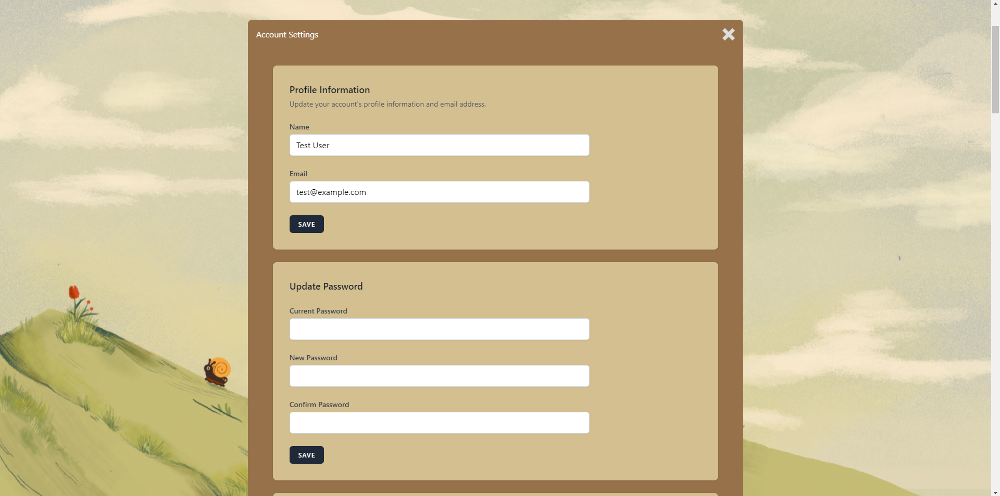 Account Settings
Profile Information
Update your account's profile information and email address.
Name
Test User
Email
test@example.com
SAVE
Update Password
Current Password
New Password
Confirm Password
SAVE